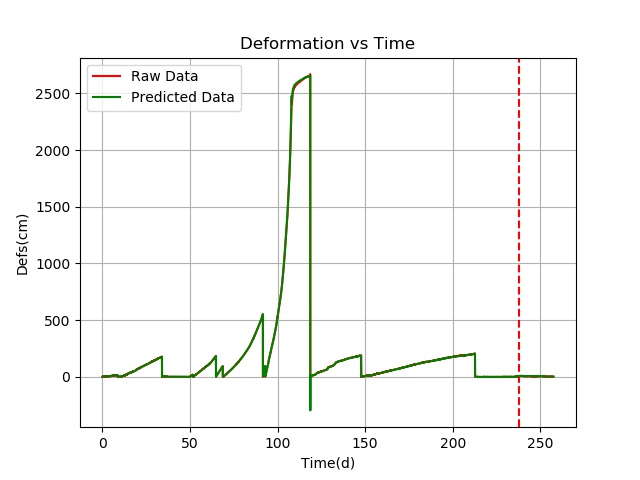 Deformation vs Time
Raw Data
Predicted Data
2500
2000
1500
1000
500
0
Defs(cm)
0 50 100 150 200 250
Time(d)